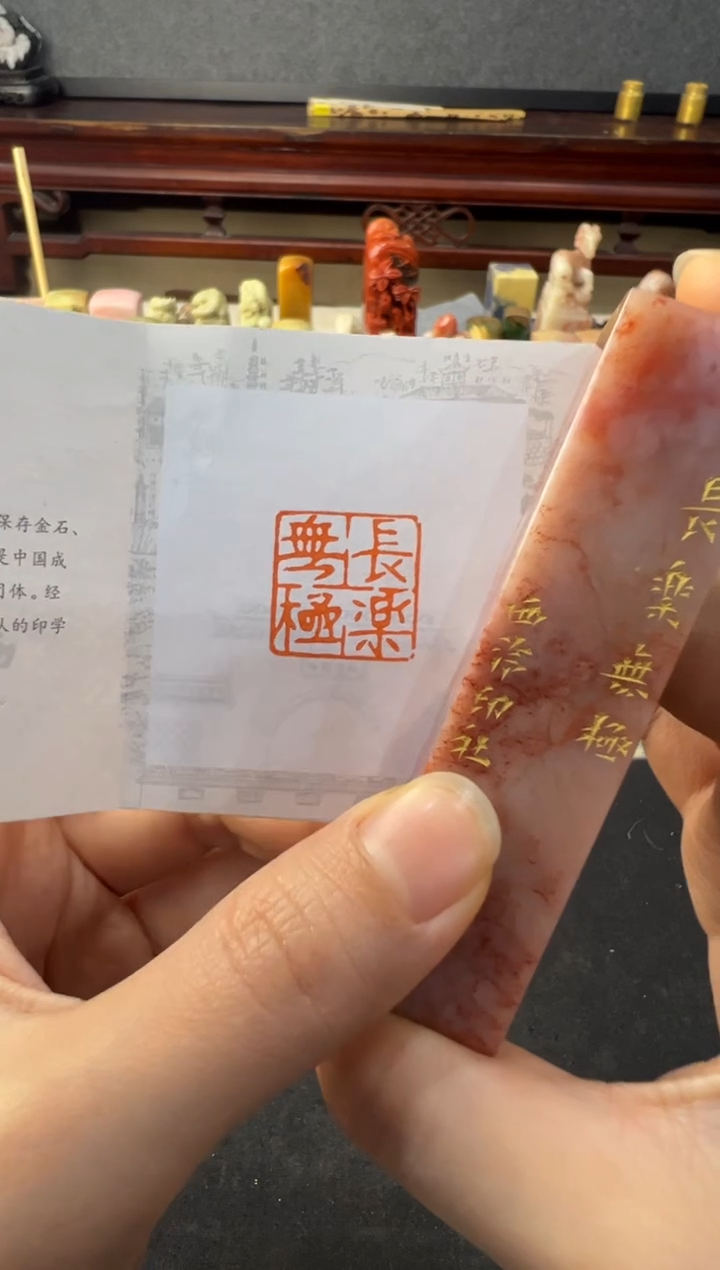 保存金石、
是中国成
团体。经
人的印学
長樂
無極
長樂無極
西泠印社